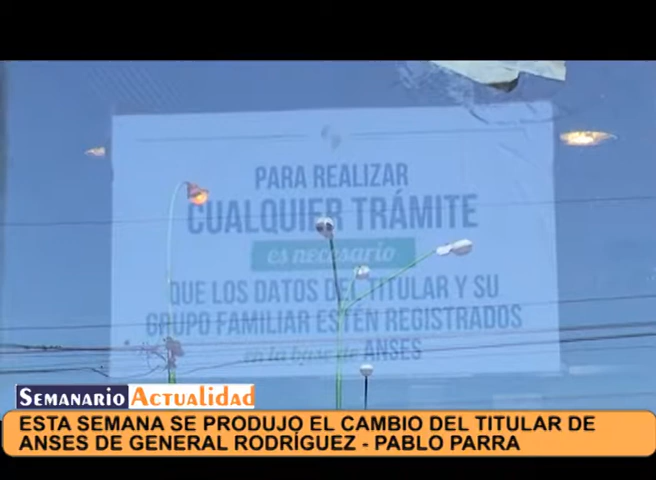 PARA REALIZAR
CUALQUIER TRÁMITE
es necesario
QUE LOS DATOS DEL TITULAR Y SU
GRUPO FAMILIAR ESTÉN REGISTRADOS
en la base de ANSES
SEMANARIO ACTUALIDAD
ESTA SEMANA SE PRODUJO EL CAMBIO DEL TITULAR DE
ANSES DE GENERAL RODRÍGUEZ - PABLO PARRA